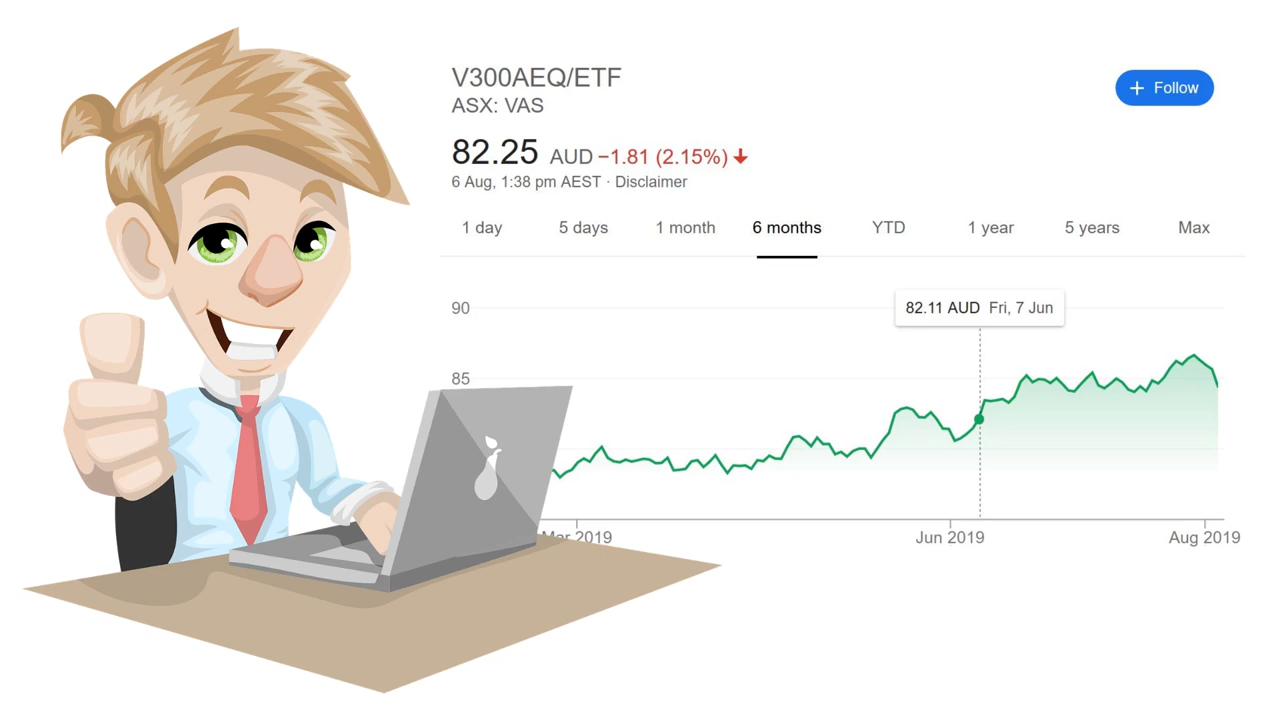 V300AEQ/ETF
ASX: VAS
+ Follow
82.25 AUD −1.81 (2.15%)
6 Aug, 1:38 pm AEST · Disclaimer
1 day 5 days 1 month 6 months YTD 1 year 5 years Max
82.11 AUD Fri, 7 Jun
90
85
Mar 2019 Jun 2019 Aug 2019